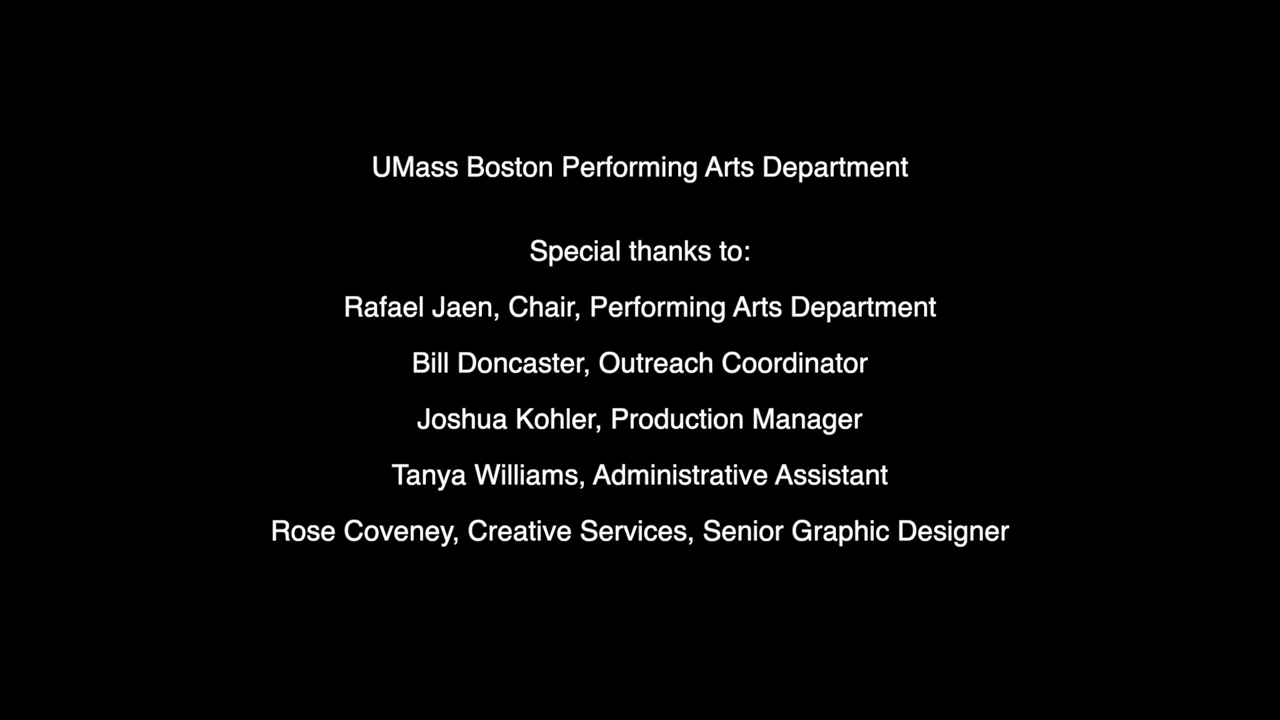 UMass Boston Performing Arts Department
Special thanks to:
Rafael Jaen, Chair, Performing Arts Department
Bill Doncaster, Outreach Coordinator
Joshua Kohler, Production Manager
Tanya Williams, Administrative Assistant
Rose Coveney, Creative Services, Senior Graphic Designer